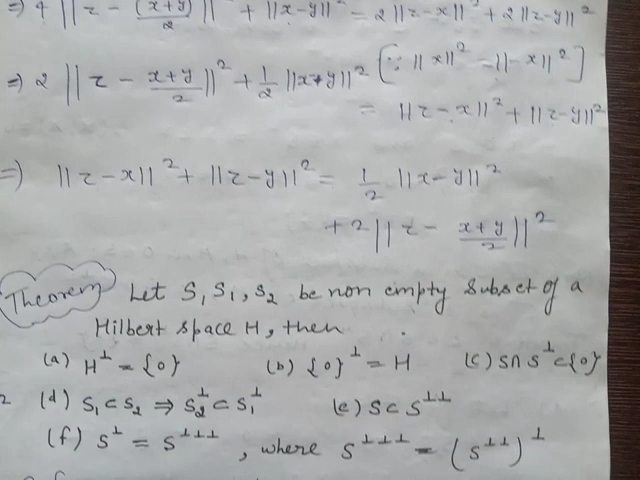 => 4 || z - (x+y)/2 ||² + ||x-y||² = 2||z-x||² + 2||z-y||²
=> 2 || z - x+y/2 ||² + 1/2 ||x-y||² [∵ ||x||² = ||-x||²]
= ||z-x||² + ||z-y||²
=> ||z-x||² + ||z-y||² = 1/2 ||x-y||²
+ 2 || z - x+y/2 ||²
Theorem Let S, S₁, S₂ be non empty subset of a
Hilbert space H, then
(a) H^⊥ = {0} (b) {0}^⊥ = H (c) S∩S^⊥ ⊂ {0}
2 (d) S₁ ⊂ S₂ ⇒ S₂^⊥ ⊂ S₁^⊥ (e) S ⊂ S^⊥⊥
(f) S^⊥ = S^⊥⊥⊥, where S^⊥⊥⊥ = (S^⊥⊥)^⊥